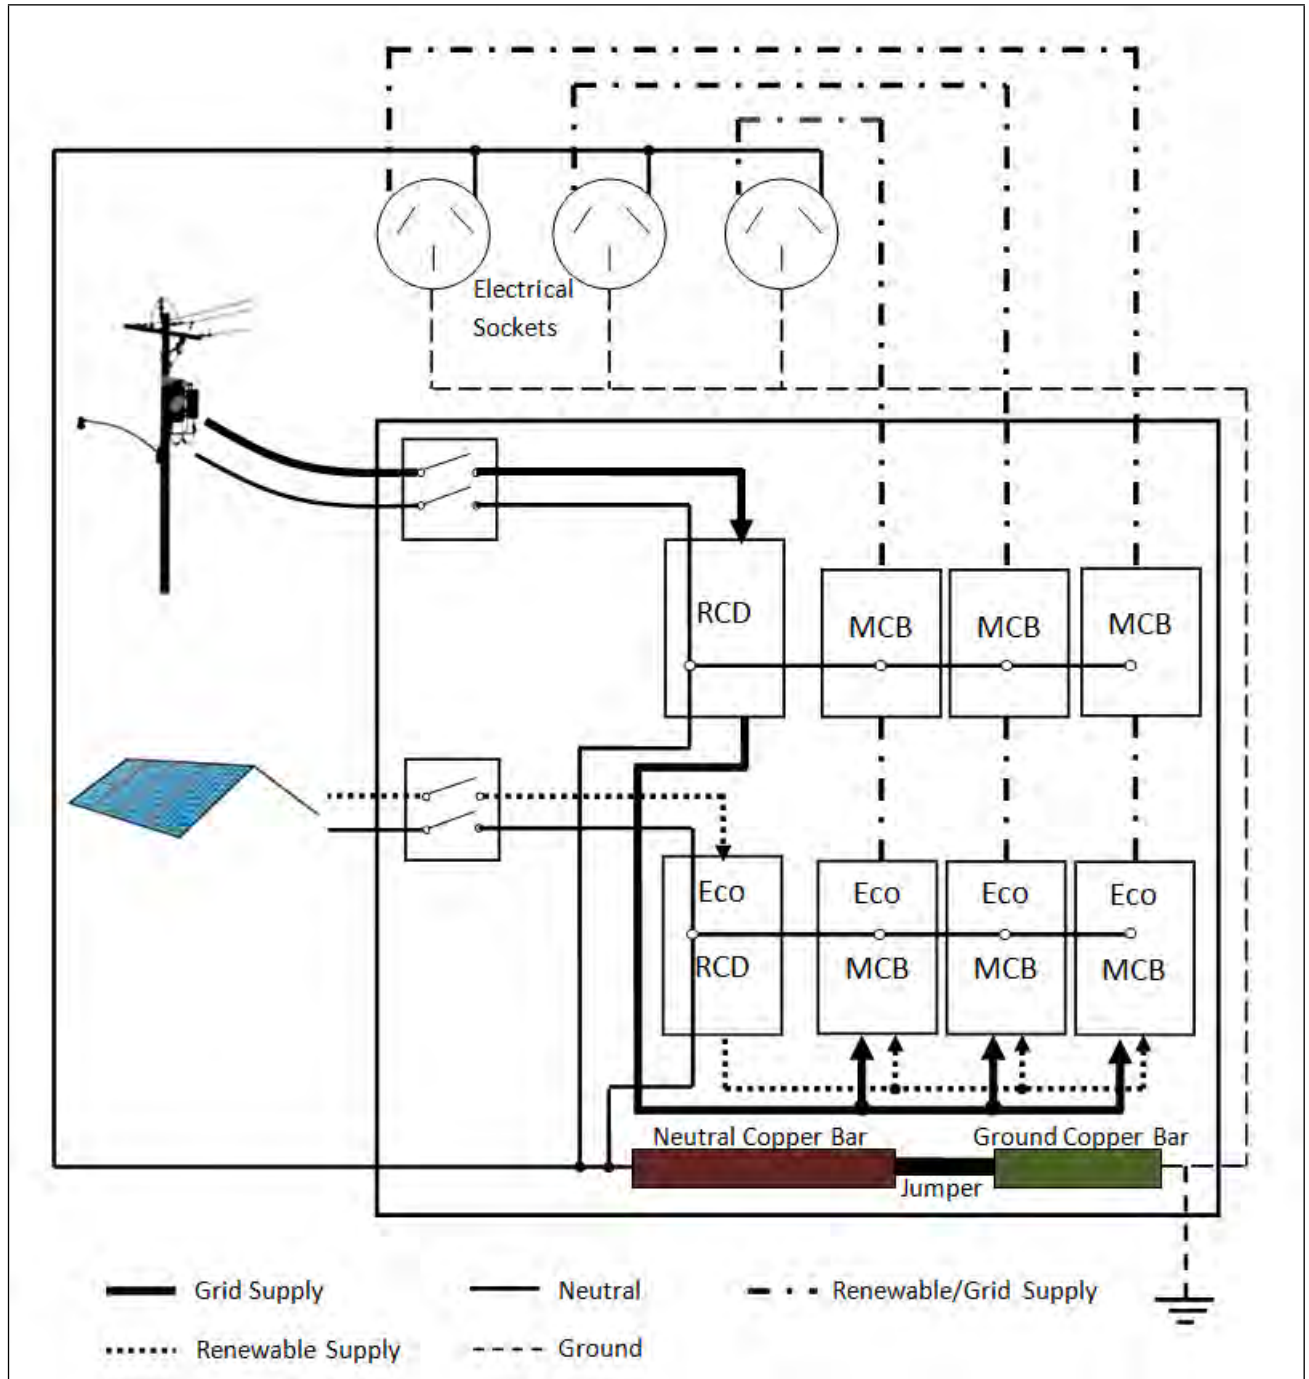 Electrical
Sockets
RCD
MCB
MCB
MCB
Eco
Eco
Eco
Eco
RCD
MCB
MCB
MCB
Neutral Copper Bar
Ground Copper Bar
Jumper
Grid Supply
Neutral
Renewable/Grid Supply
Renewable Supply
Ground